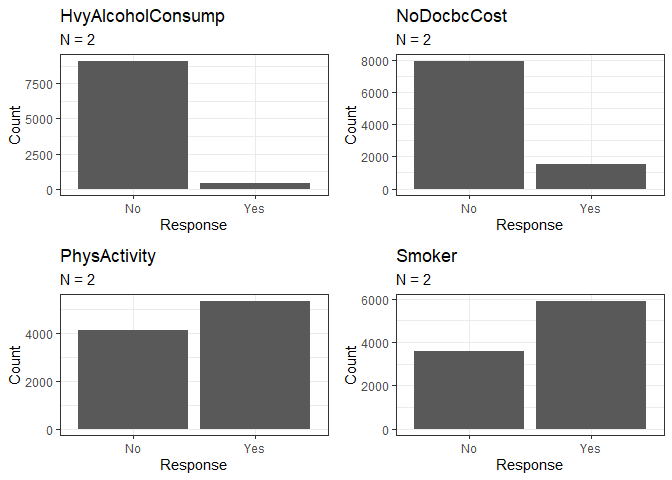 HvyAlcoholConsump
N = 2
7500
5000
2500
0
Count
No Yes
Response
NoDocbcCost
N = 2
8000
6000
4000
2000
0
Count
No Yes
Response
PhysActivity
N = 2
4000
2000
0
Count
No Yes
Response
Smoker
N = 2
6000
4000
2000
0
Count
No Yes
Response